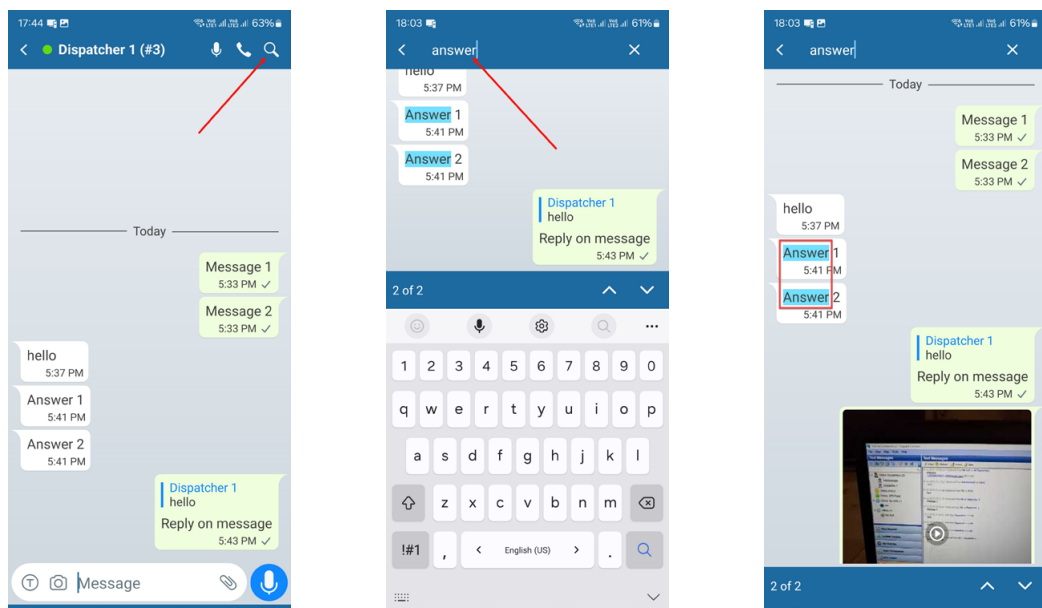 17:44 63%
Dispatcher 1 (#3)
Today
Message 1
5:33 PM ✓
Message 2
5:33 PM ✓
hello
5:37 PM
Answer 1
5:41 PM
Answer 2
5:41 PM
Dispatcher 1
hello
Reply on message
5:43 PM ✓
T Message
18:03 61%
answer
hello
5:37 PM
Answer 1
5:41 PM
Answer 2
5:41 PM
Dispatcher 1
hello
Reply on message
5:43 PM ✓
2 of 2
1 2 3 4 5 6 7 8 9 0
q w e r t y u i o p
a s d f g h j k l
z x c v b n m
!#1 , < English (US) > .
18:03 61%
answer
Today
Message 1
5:33 PM ✓
Message 2
5:33 PM ✓
hello
5:37 PM
Answer 1
5:41 PM
Answer 2
5:41 PM
Dispatcher 1
hello
Reply on message
5:43 PM ✓
Text Messages
2 of 2